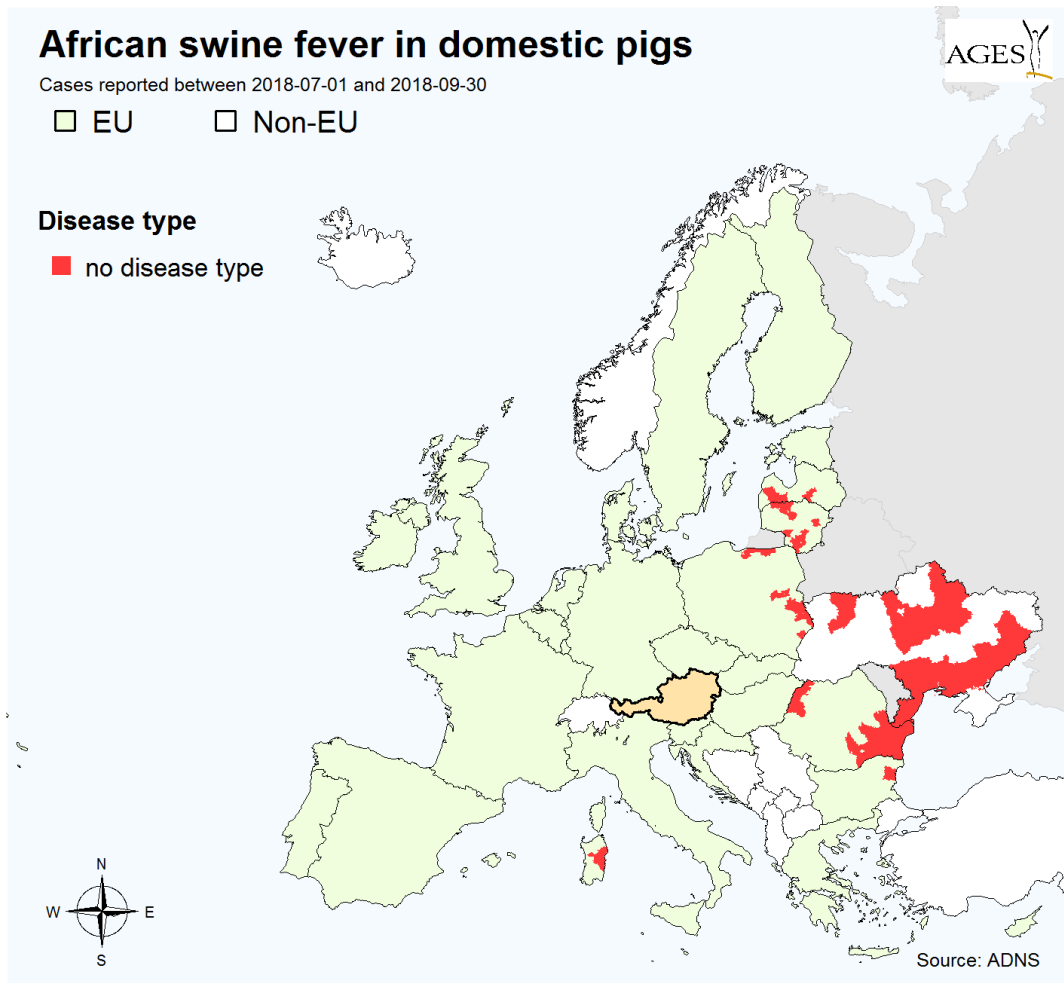 African swine fever in domestic pigs
Cases reported between 2018-07-01 and 2018-09-30
EU
Non-EU
AGES
Disease type
no disease type
N
W
E
S
Source: ADNS